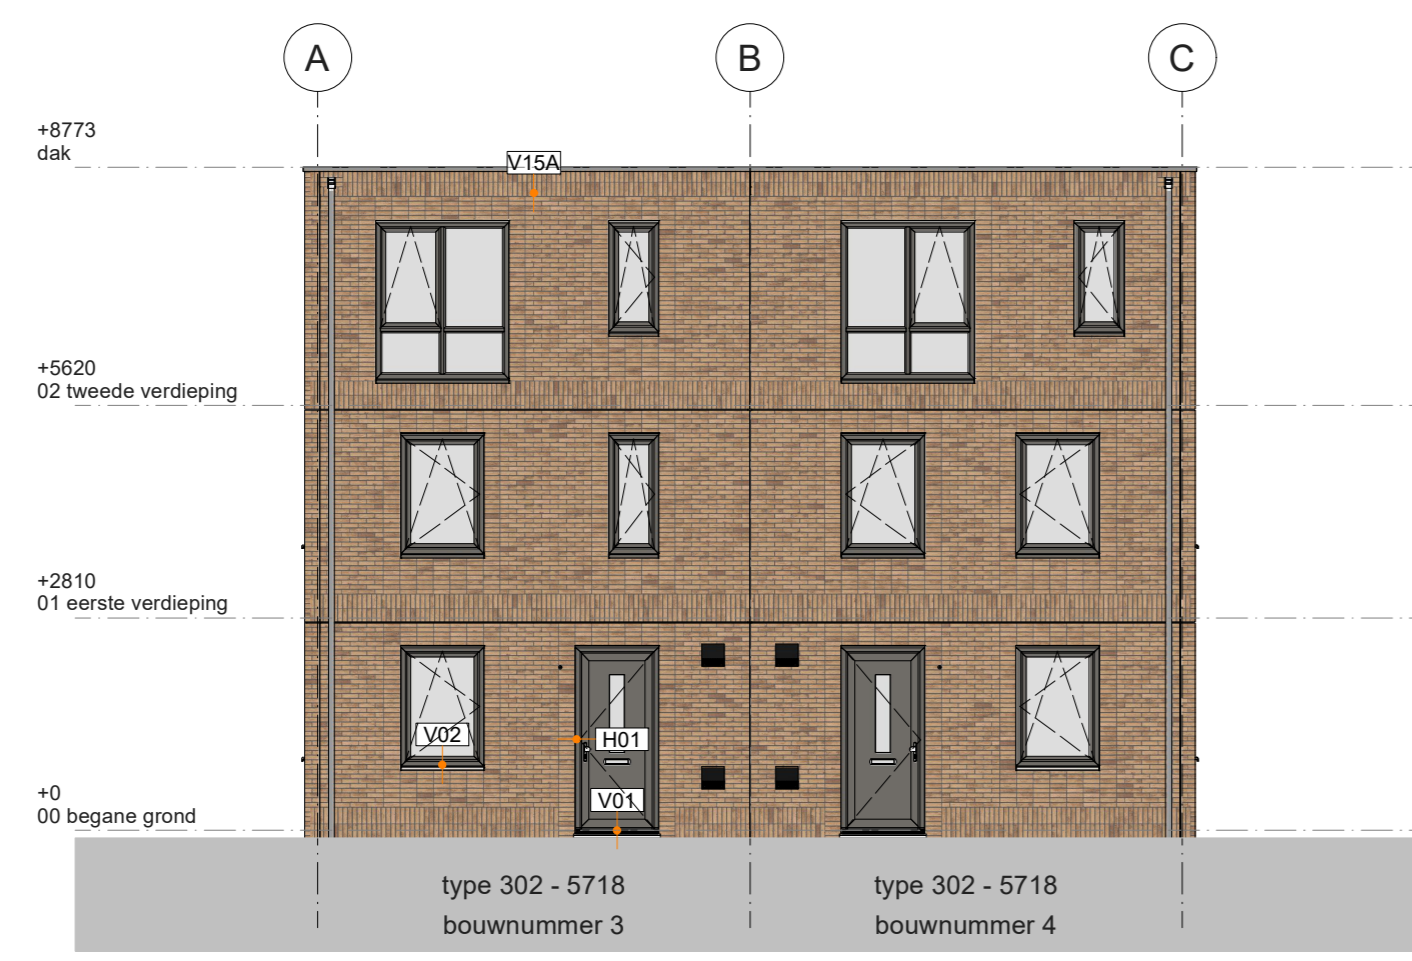 A B C
+8773
dak
V15A
+5620
02 tweede verdieping
+2810
01 eerste verdieping
V02
H01
V01
+0
00 begane grond
type 302 - 5718
bouwnummer 3
type 302 - 5718
bouwnummer 4